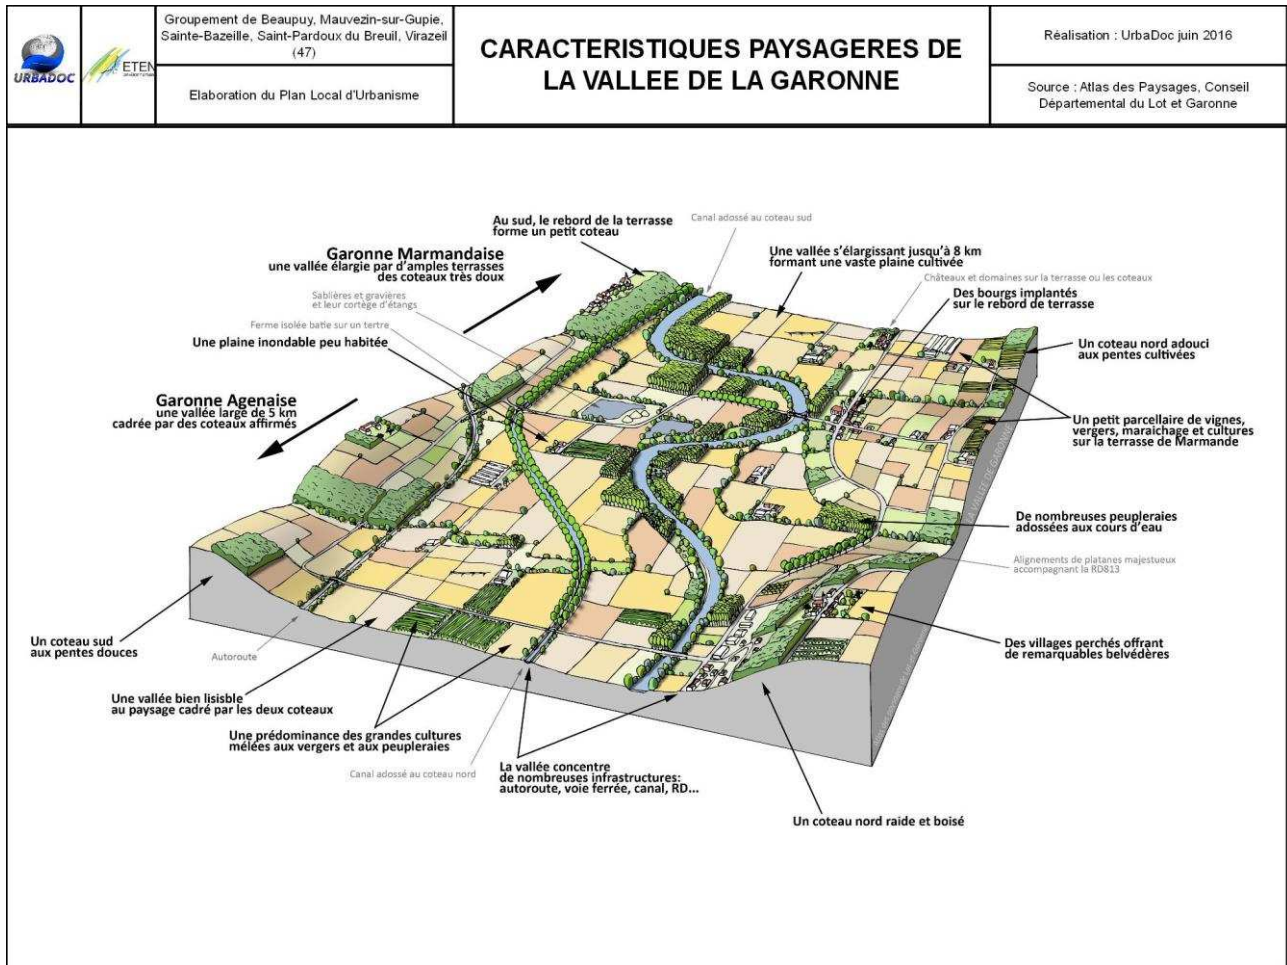 URBADOC
ETEN
Groupement de Beaupuy, Mauvezin-sur-Gupie,
Sainte-Bazeille, Saint-Pardoux du Breuil, Virazeil
(47)
Elaboration du Plan Local d'Urbanisme
CARACTERISTIQUES PAYSAGERES DE
LA VALLEE DE LA GARONNE
Réalisation : UrbaDoc juin 2016
Source : Atlas des Paysages, Conseil
Départemental du Lot et Garonne
Au sud, le rebord de la terrasse
forme un petit coteau
Canal adossé au coteau sud
Garonne Marmandaise
une vallée élargie par d'amples terrasses
des coteaux très doux
Une vallée s'élargissant jusqu'à 8 km
formant une vaste plaine cultivée
Châteaux et domaines sur la terrasse ou les coteaux
Sablières et gravières
et leur cortège d'étangs
Des bourgs implantés
sur le rebord de terrasse
Ferme isolée batie sur un tertre
Une plaine inondable peu habitée
Un coteau nord adouci
aux pentes cultivées
Garonne Agenaise
une vallée large de 5 km
cadrée par des coteaux affirmés
Un petit parcellaire de vignes,
vergers, maraichage et cultures
sur la terrasse de Marmande
LA VALLEE DE GARONNE
De nombreuses peupleraies
adossées aux cours d'eau
Alignements de platanes majestueux
accompagnant la RD813
Un coteau sud
aux pentes douces
Autoroute
Des villages perchés offrant
de remarquables belvédères
Une vallée bien lisisble
au paysage cadré par les deux coteaux
Une prédominance des grandes cultures
mélées aux vergers et aux peupleraies
Canal adossé au coteau nord
La vallée concentre
de nombreuses infrastructures:
autoroute, voie ferrée, canal, RD...
Un coteau nord raide et boisé